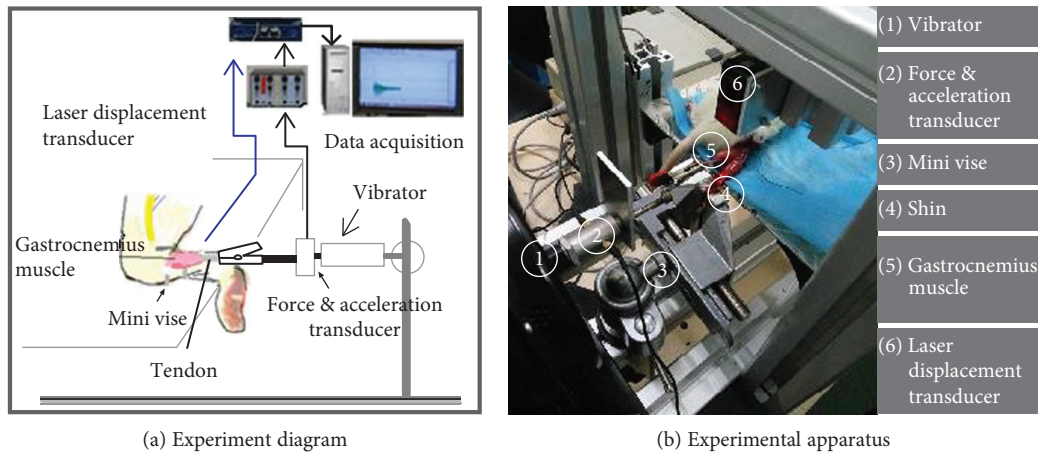 Laser displacement
transducer
Data acquisition
Vibrator
Gastrocnemius
muscle
Mini vise
Force & acceleration
transducer
Tendon
(a) Experiment diagram
6
5
4
2
1
3
(1) Vibrator
(2) Force &
acceleration
transducer
(3) Mini vise
(4) Shin
(5) Gastrocnemius
muscle
(6) Laser
displacement
transducer
(b) Experimental apparatus